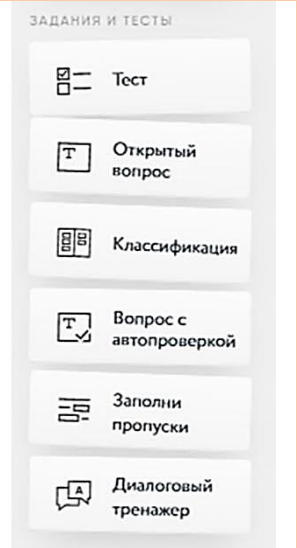 ЗАДАНИЯ И ТЕСТЫ
Тест
Открытый
вопрос
Классификация
Вопрос с
автопроверкой
Заполни
пропуски
Диалоговый
тренажер